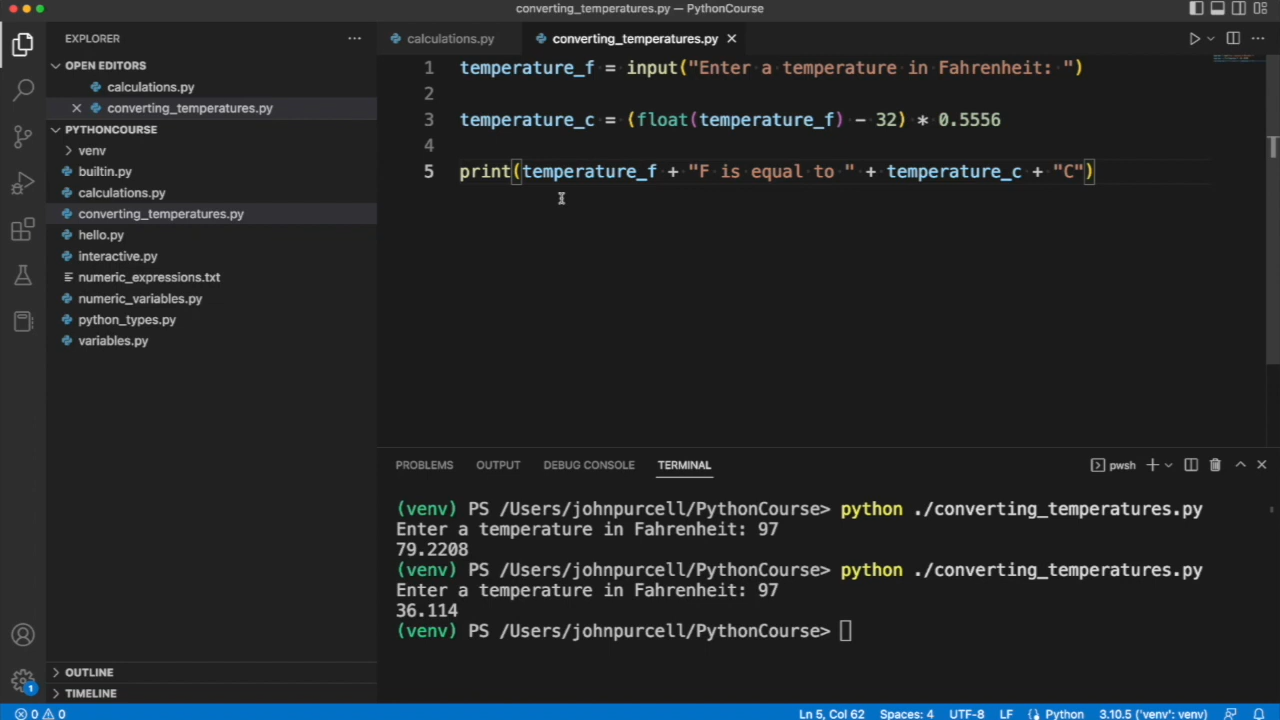 converting_temperatures.py — PythonCourse
EXPLORER
calculations.py
converting_temperatures.py
OPEN EDITORS
calculations.py
converting_temperatures.py
PYTHONCOURSE
venv
builtin.py
calculations.py
converting_temperatures.py
hello.py
interactive.py
numeric_expressions.txt
numeric_variables.py
python_types.py
variables.py
OUTLINE
TIMELINE
1 temperature_f = input("Enter a temperature in Fahrenheit: ")
2
3 temperature_c = (float(temperature_f) - 32) * 0.5556
4
5 print(temperature_f + "F is equal to " + temperature_c + "C")
PROBLEMS OUTPUT DEBUG CONSOLE TERMINAL pwsh
(venv) PS /Users/johnpurcell/PythonCourse> python ./converting_temperatures.py
Enter a temperature in Fahrenheit: 97
79.2208
(venv) PS /Users/johnpurcell/PythonCourse> python ./converting_temperatures.py
Enter a temperature in Fahrenheit: 97
36.114
(venv) PS /Users/johnpurcell/PythonCourse>
1
0 0 Ln 5, Col 62 Spaces: 4 UTF-8 LF Python 3.10.5 ('venv': venv)